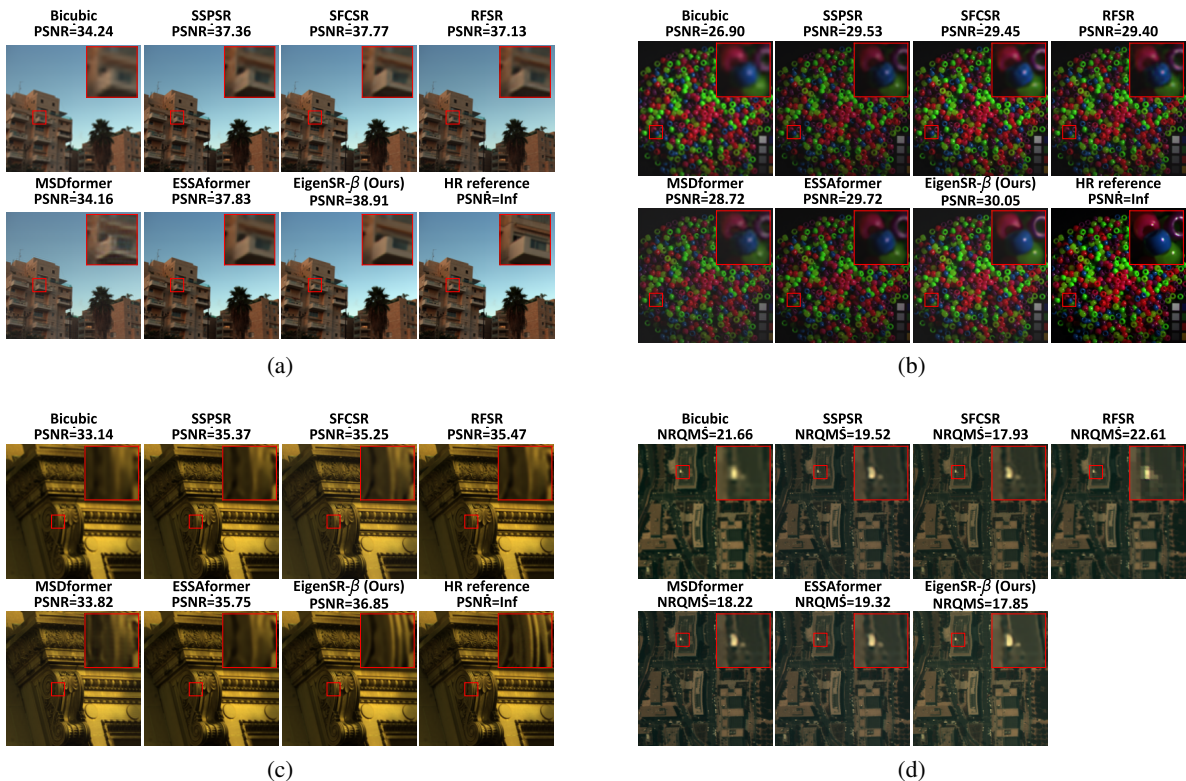 Bicubic SSPSR SFCSR RFSR
PSNR=34.24 PSNR=37.36 PSNR=37.77 PSNR=37.13
MSDformer ESSAformer EigenSR-β (Ours) HR reference
PSNR=34.16 PSNR=37.83 PSNR=38.91 PSNR=Inf
(a)
Bicubic SSPSR SFCSR RFSR
PSNR=26.90 PSNR=29.53 PSNR=29.45 PSNR=29.40
MSDformer ESSAformer EigenSR-β (Ours) HR reference
PSNR=28.72 PSNR=29.72 PSNR=30.05 PSNR=Inf
(b)
Bicubic SSPSR SFCSR RFSR
PSNR=33.14 PSNR=35.37 PSNR=35.25 PSNR=35.47
MSDformer ESSAformer EigenSR-β (Ours) HR reference
PSNR=33.82 PSNR=35.75 PSNR=36.85 PSNR=Inf
(c)
Bicubic SSPSR SFCSR RFSR
NRQMS=21.66 NRQMS=19.52 NRQMS=17.93 NRQMS=22.61
MSDformer ESSAformer EigenSR-β (Ours)
NRQMS=18.22 NRQMS=19.32 NRQMS=17.85
(d)